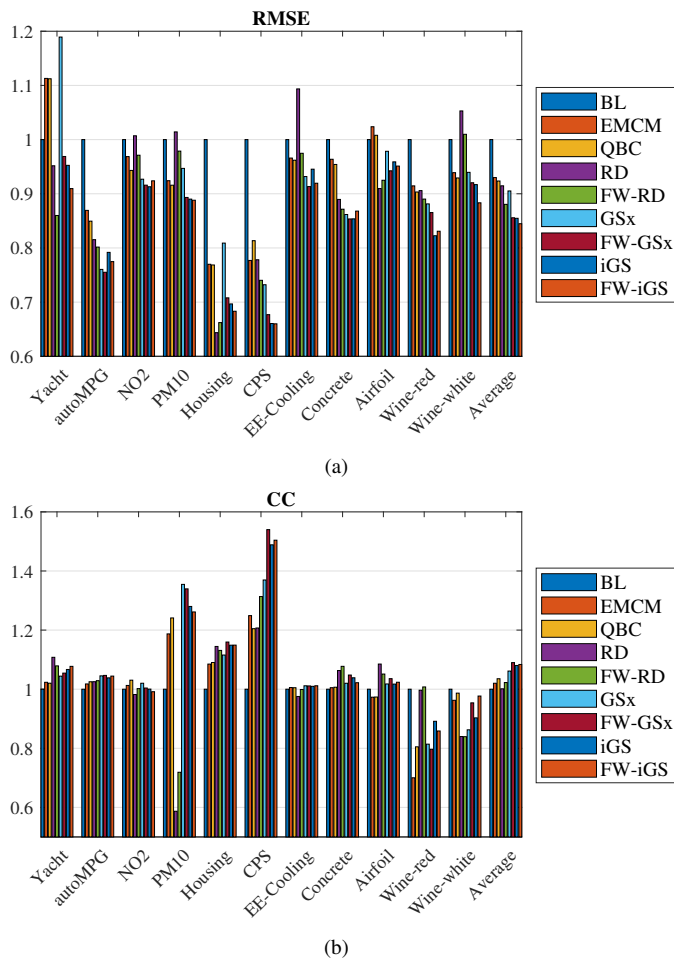 RMSE
1.2
1.1
1
0.9
0.8
0.7
0.6
Yacht
autoMPG
NO2
PM10
Housing
CPS
EE-Cooling
Concrete
Airfoil
Wine-red
Wine-white
Average
BL
EMCM
QBC
RD
FW-RD
GSx
FW-GSx
iGS
FW-iGS
(a)
CC
1.6
1.4
1.2
1
0.8
0.6
Yacht
autoMPG
NO2
PM10
Housing
CPS
EE-Cooling
Concrete
Airfoil
Wine-red
Wine-white
Average
BL
EMCM
QBC
RD
FW-RD
GSx
FW-GSx
iGS
FW-iGS
(b)